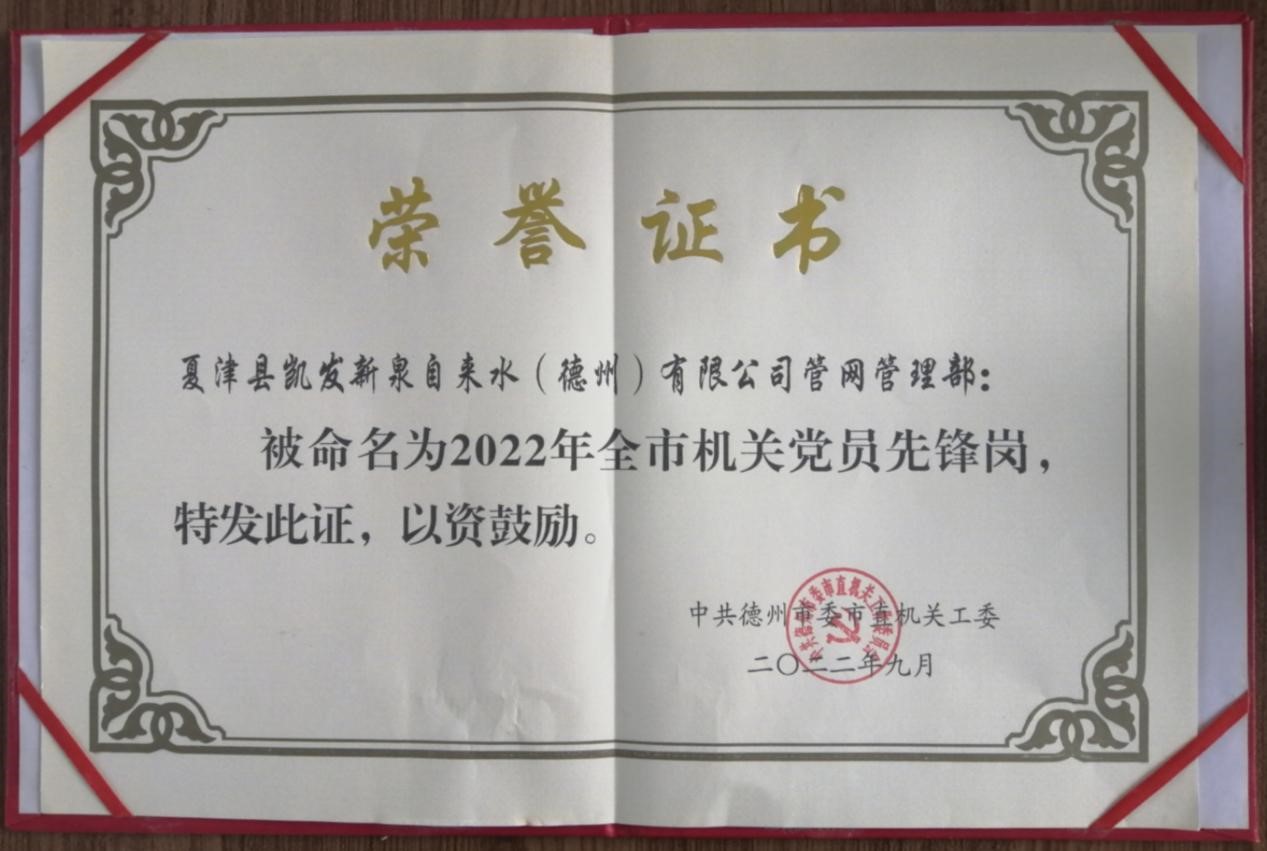 荣誉证书
夏津县凯发新泉自来水（德州）有限公司管网管理部：
被命名为2022年全市机关党员先锋岗，
特发此证，以资鼓励。
中共德州市委市直机关工委
二〇二二年九月